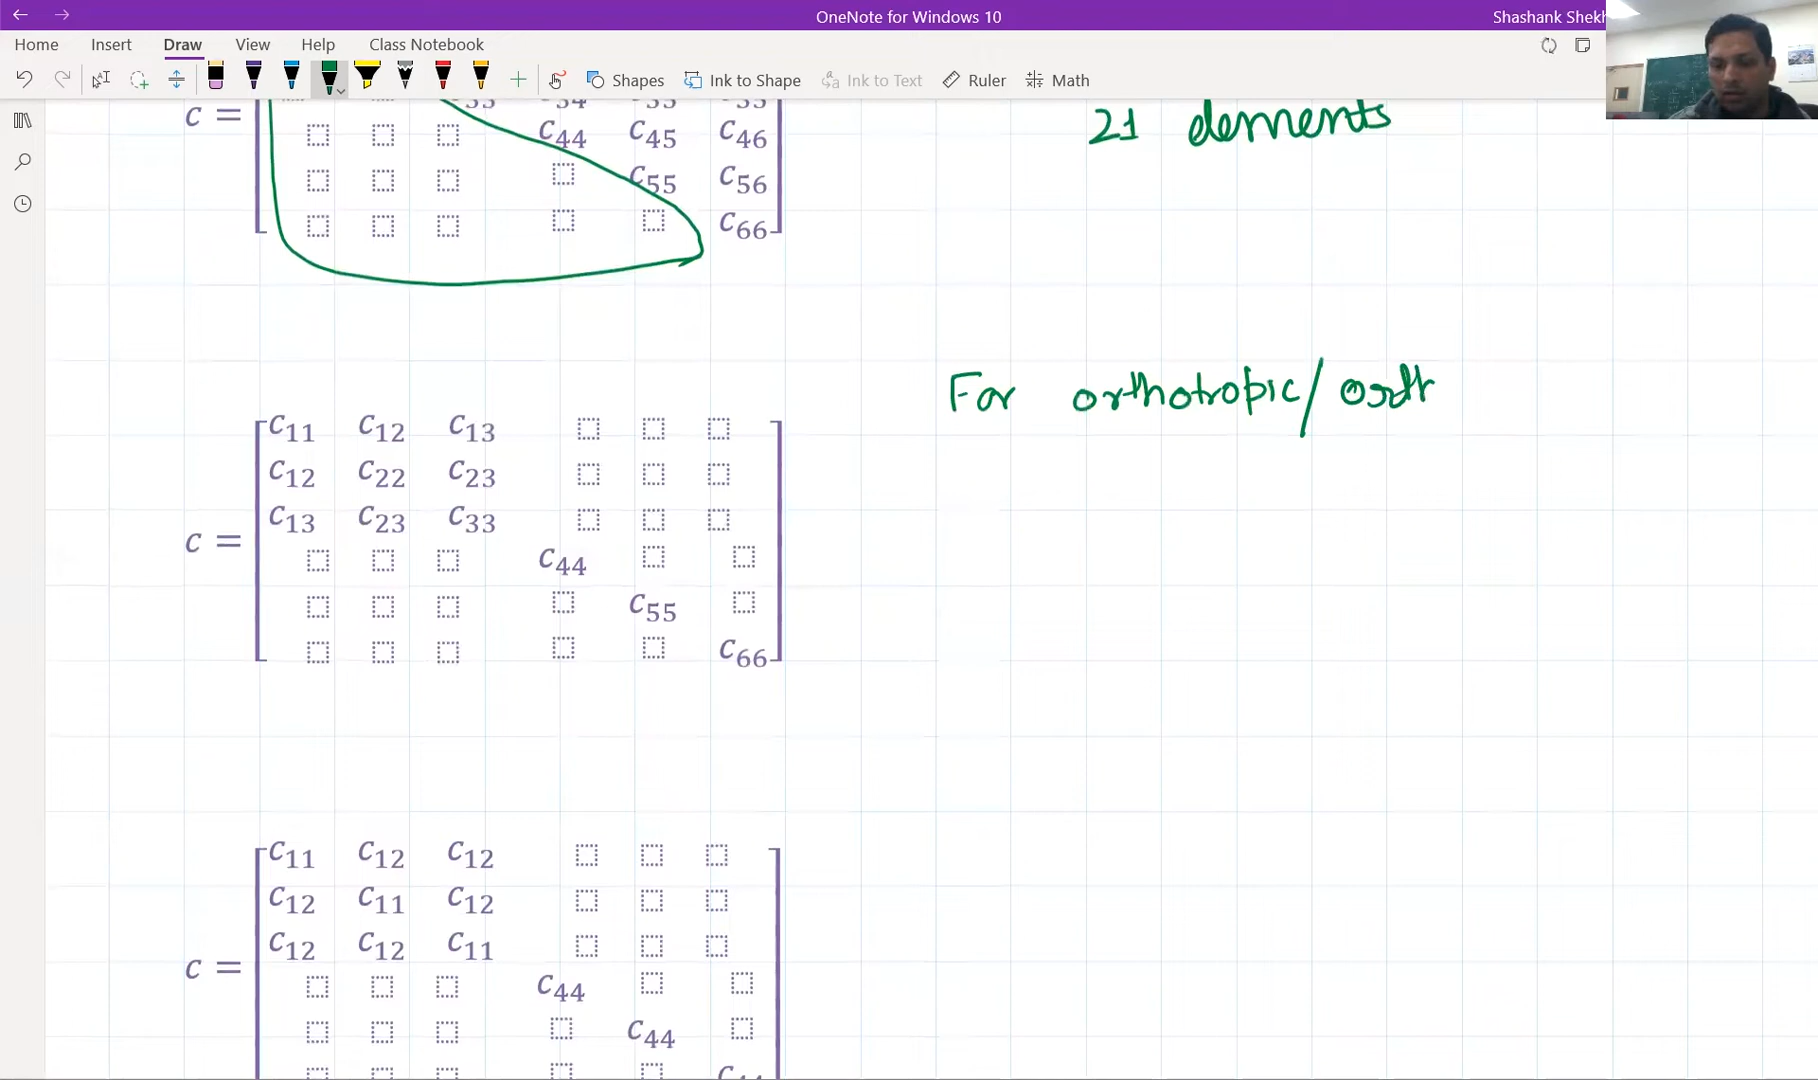 OneNote for Windows 10
Shashank Shekh
Home Insert Draw View Help Class Notebook
Shapes Ink to Shape Ink to Text Ruler Math
c =
c44 c45 c46
c55 c56
c66
21 elements
For orthotropic/
c11 c12 c13
c12 c22 c23
c13 c23 c33
c =
c44
c55
c66
c11 c12 c12
c12 c11 c12
c12 c12 c11
c =
c44
c44